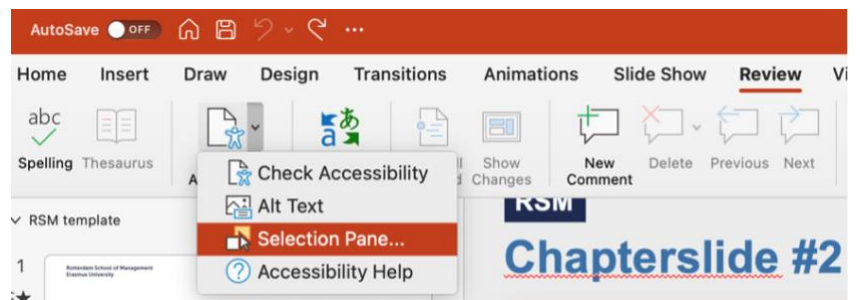 AutoSave OFF
Home Insert Draw Design Transitions Animations Slide Show Review
abc
Spelling Thesaurus
a あ
Show Changes
New Comment
Delete Previous Next
Check Accessibility
Alt Text
Selection Pane...
Accessibility Help
RSM template
1
Rotterdam School of Management
Erasmus University
RSM
Chapterslide #2